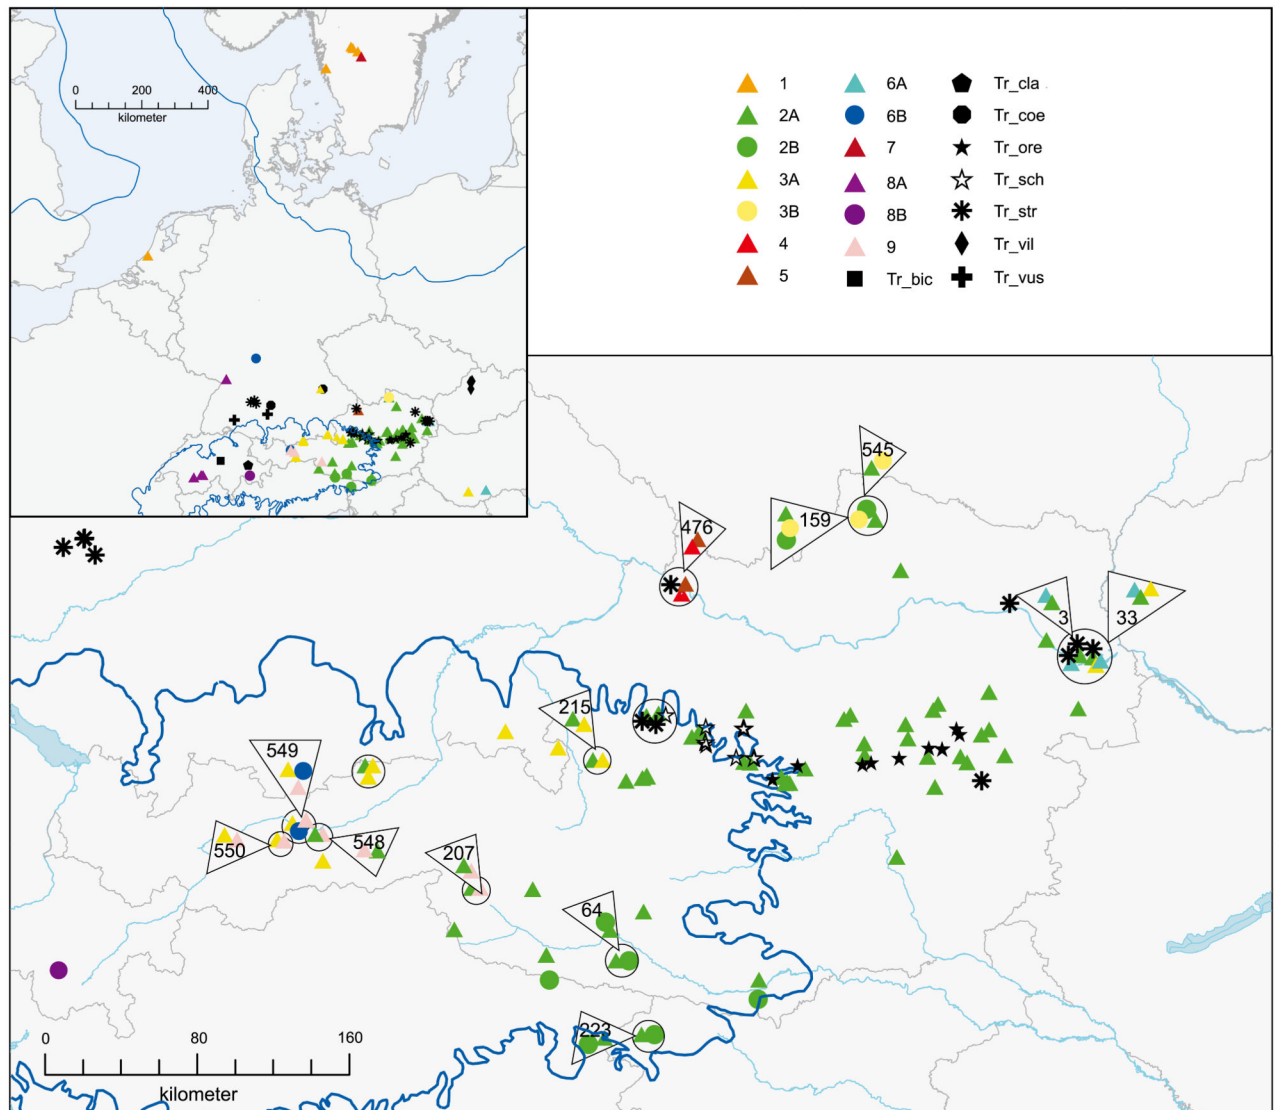 0 200 400
kilometer
1 6A Tr_cla
2A 6B Tr_coe
2B 7 Tr_ore
3A 8A Tr_sch
3B 8B Tr_str
4 9 Tr_vil
5 Tr_bic Tr_vus
545
476
159
3
33
215
549
550
548
207
64
223
0 80 160
kilometer